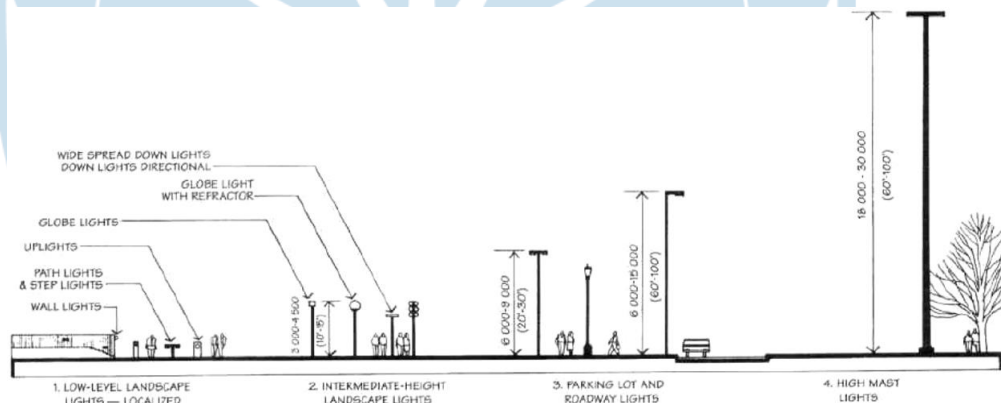 WIDE SPREAD DOWN LIGHTS
DOWN LIGHTS DIRECTIONAL
GLOBE LIGHT
WITH REFRACTOR
GLOBE LIGHTS
UPLIGHTS
PATH LIGHTS
& STEP LIGHTS
WALL LIGHTS
3 000-4 500
(10'-15')
6 000-9 000
(20'-30')
6 000-15 000
(60'-100')
18 000 - 30 000
(60'-100')
1. LOW-LEVEL LANDSCAPE
LIGHTS — LOCALIZED
2. INTERMEDIATE-HEIGHT
LANDSCAPE LIGHTS
3. PARKING LOT AND
ROADWAY LIGHTS
4. HIGH MAST
LIGHTS